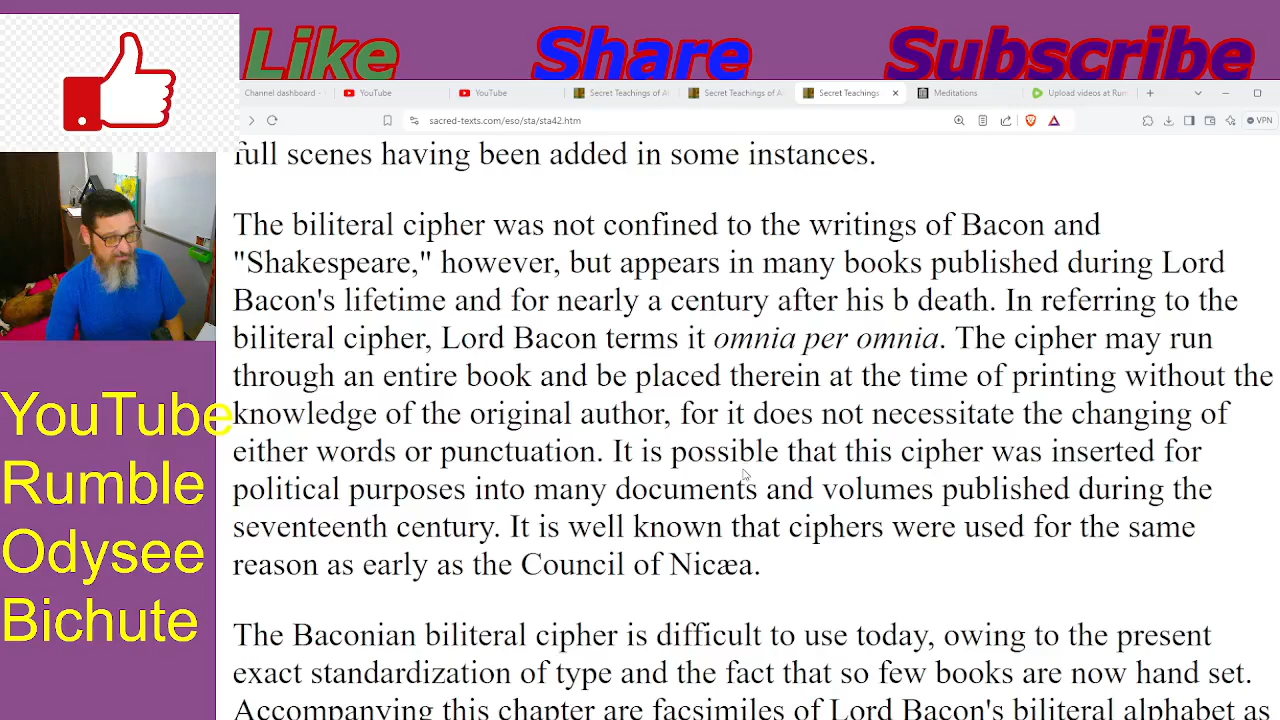 Like Share Subscribe
Channel dashboard - YouTube YouTube Secret Teachings of A Secret Teachings of A Secret Teachings Meditations Upload videos at Rum
sacred-texts.com/eso/sta/sta42.htm VPN
full scenes having been added in some instances.
The biliteral cipher was not confined to the writings of Bacon and
"Shakespeare," however, but appears in many books published during Lord
Bacon's lifetime and for nearly a century after his b death. In referring to the
biliteral cipher, Lord Bacon terms it omnia per omnia. The cipher may run
through an entire book and be placed therein at the time of printing without the
knowledge of the original author, for it does not necessitate the changing of
either words or punctuation. It is possible that this cipher was inserted for
political purposes into many documents and volumes published during the
seventeenth century. It is well known that ciphers were used for the same
reason as early as the Council of Nicæa.
The Baconian biliteral cipher is difficult to use today, owing to the present
exact standardization of type and the fact that so few books are now hand set.
Accompanying this chapter are facsimiles of Lord Bacon's biliteral alphabet as
YouTube
Rumble
Odysee
Bichute